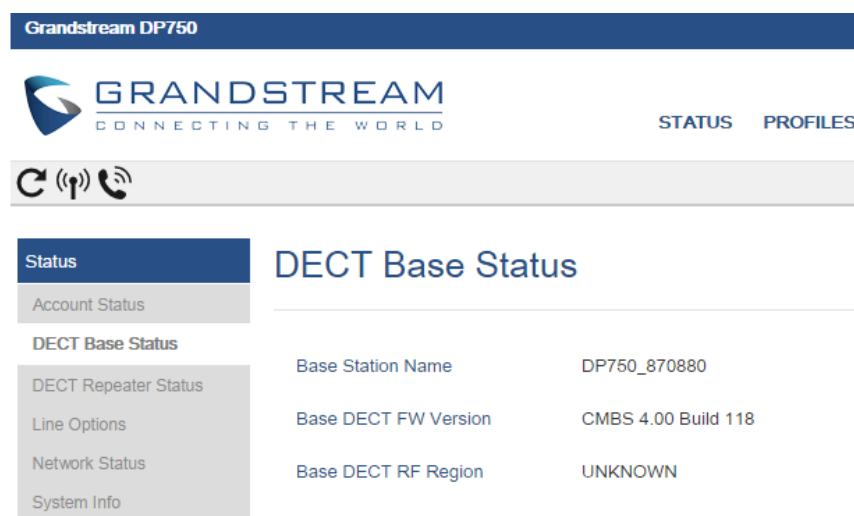 Grandstream DP750
GRANDSTREAM
CONNECTING THE WORLD
STATUS PROFILES
Status
Account Status
DECT Base Status
DECT Repeater Status
Line Options
Network Status
System Info
DECT Base Status
Base Station Name DP750_870880
Base DECT FW Version CMBS 4.00 Build 118
Base DECT RF Region UNKNOWN